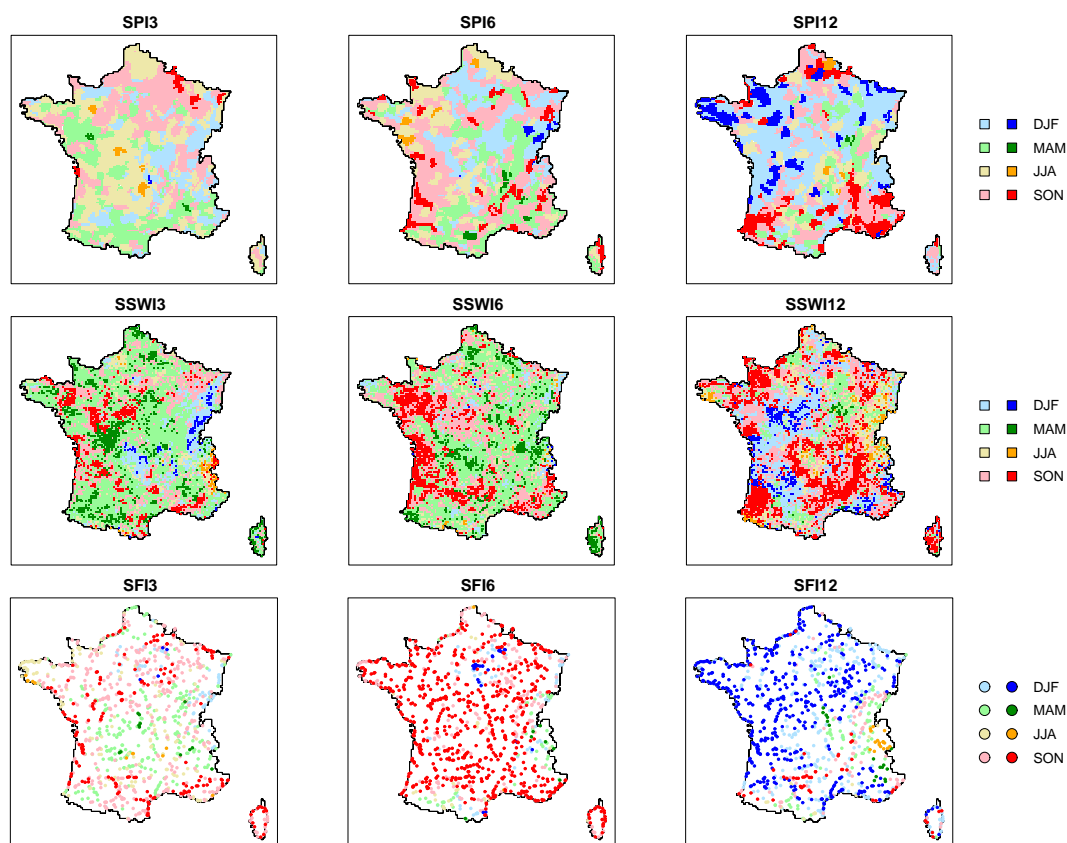 SPI3 SPI6 SPI12
DJF
MAM
JJA
SON
SSWI3 SSWI6 SSWI12
DJF
MAM
JJA
SON
SFI3 SFI6 SFI12
DJF
MAM
JJA
SON